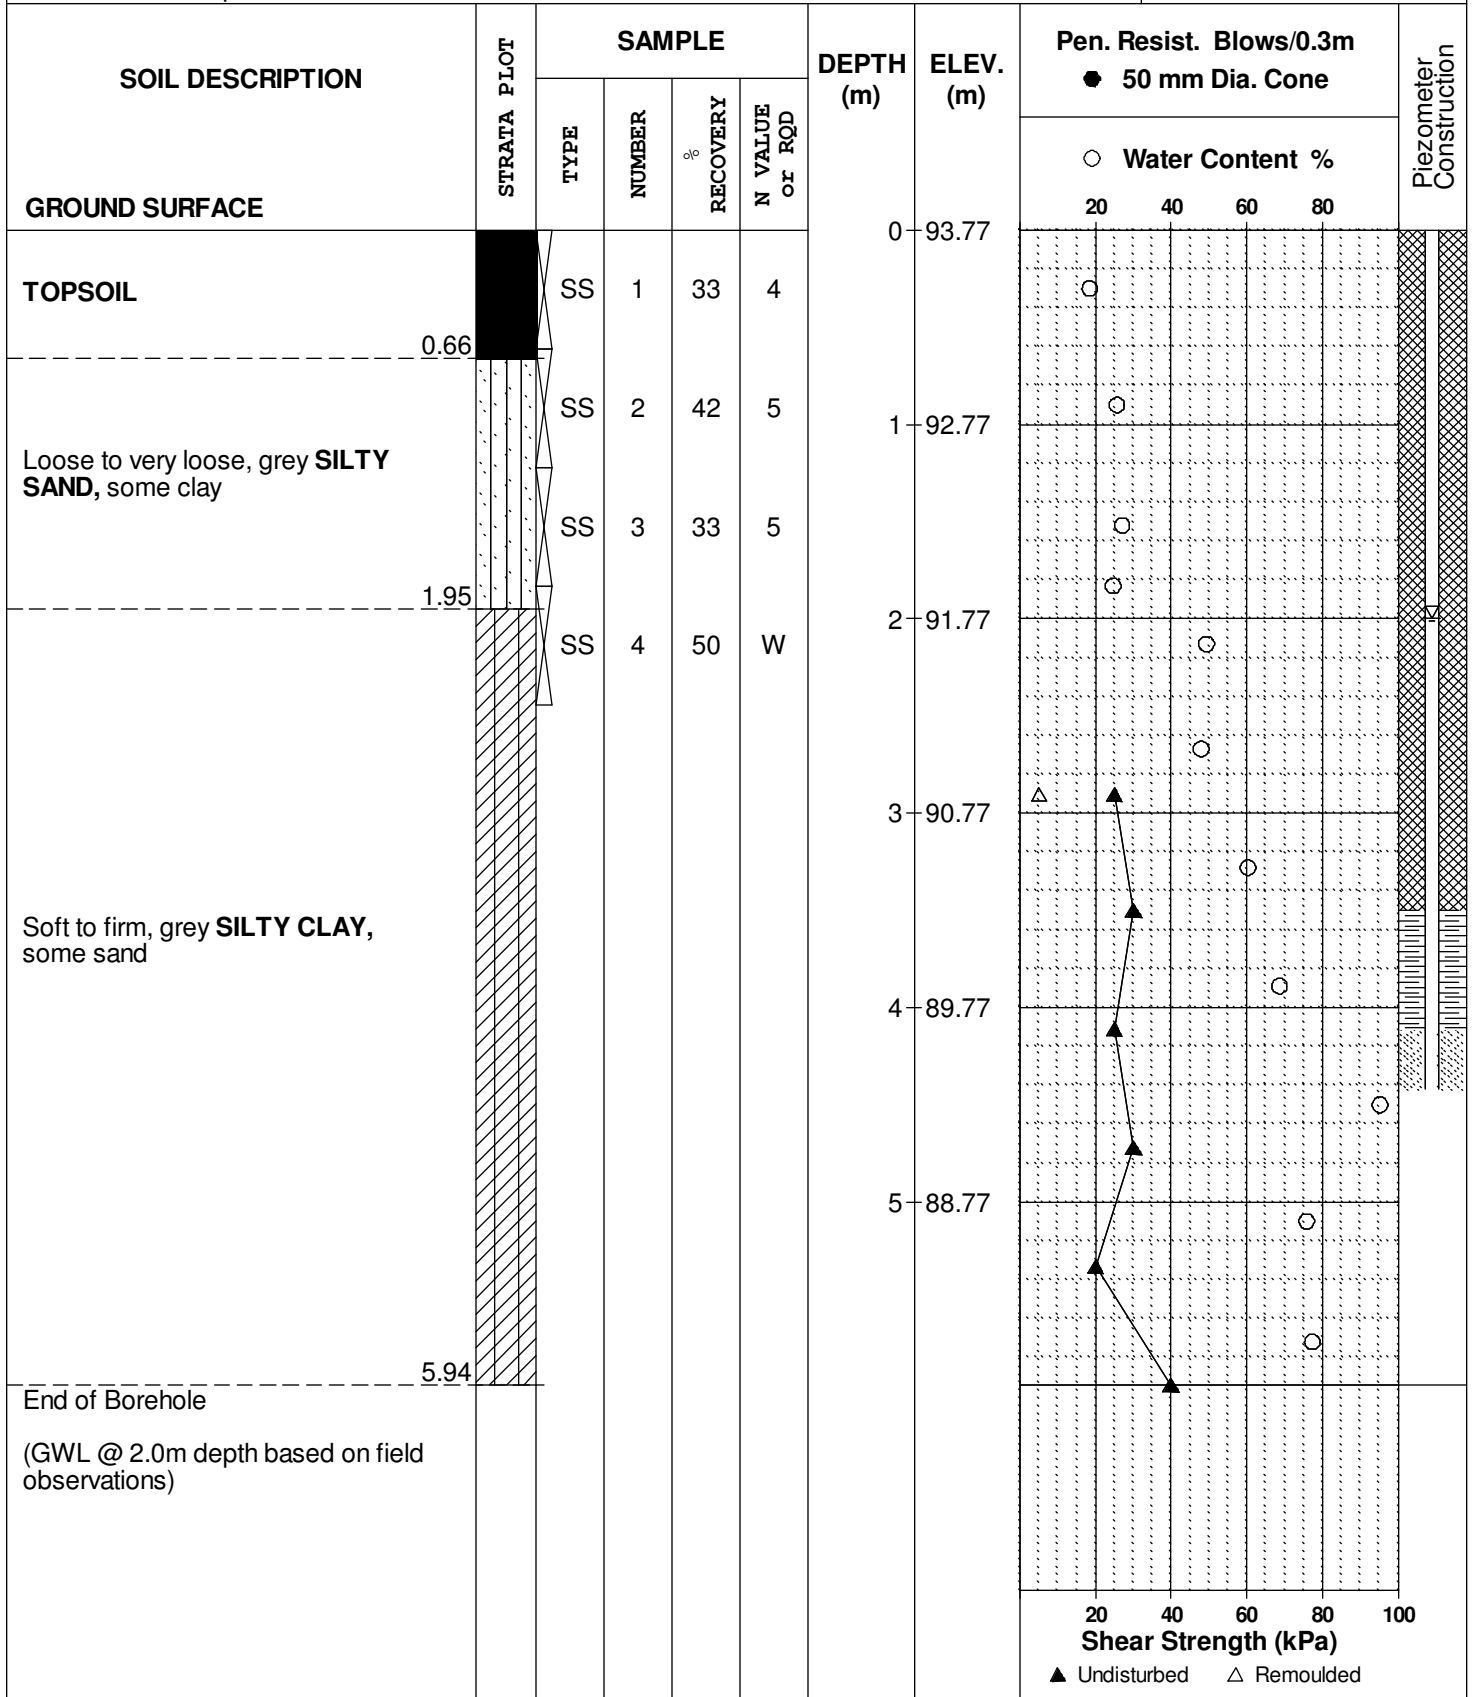 SOIL DESCRIPTION
GROUND SURFACE
STRATA PLOT
SAMPLE
TYPE
NUMBER
%
RECOVERY
N VALUE
or RQD
DEPTH
(m)
ELEV.
(m)
Pen. Resist. Blows/0.3m
● 50 mm Dia. Cone
○ Water Content %
20 40 60 80
Piezometer
Construction
0 93.77
TOPSOIL
SS 1 33 4
0.66
SS 2 42 5
1 92.77
Loose to very loose, grey SILTY
SAND, some clay
SS 3 33 5
1.95
2 91.77
SS 4 50 W
3 90.77
Soft to firm, grey SILTY CLAY,
some sand
4 89.77
5 88.77
5.94
End of Borehole
(GWL @ 2.0m depth based on field
observations)
20 40 60 80 100
Shear Strength (kPa)
▲ Undisturbed △ Remoulded